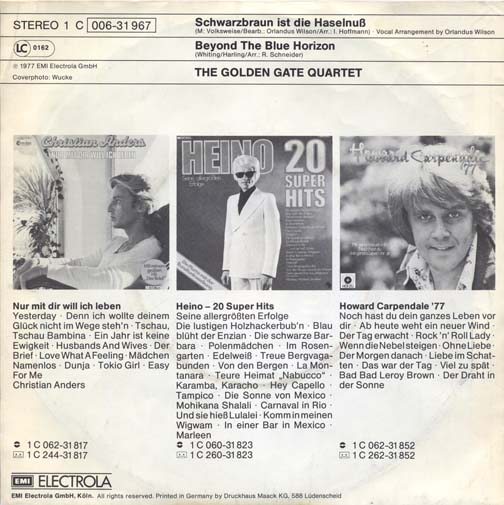 STEREO 1 C 006-31 967
LC 0162
℗ 1977 EMI Electrola GmbH
Coverphoto: Wucke
Schwarzbraun ist die Haselnuß
(M: Volksweise/Bearb.: Orlandus Wilson/Arr.: I. Hoffmann) · Vocal Arrangement by Orlandus Wilson
Beyond The Blue Horizon
(Whiting/Harling/Arr.: R. Schneider)
THE GOLDEN GATE QUARTET
Christian Anders
NUR MIT DIR WILL ICH LEBEN
HEINO
Seine allergrößten
Erfolge
20
SUPER
HITS
Howard Carpendale
'77
Nur mit dir will ich leben
Yesterday · Denn ich wollte deinem
Glück nicht im Wege steh'n · Tschau,
Tschau Bambina · Ein Jahr ist keine
Ewigkeit · Husbands And Wives · Der
Brief · Love What A Feeling · Mädchen
Namenlos · Dunja · Tokio Girl · Easy
For Me
Christian Anders
1 C 062-31 817
1 C 244-31 817
Heino – 20 Super Hits
Seine allergrößten Erfolge
Die lustigen Holzhackerbub'n · Blau
blüht der Enzian · Die schwarze Bar-
bara · Polenmädchen · Im Rosen-
garten · Edelweiß · Treue Bergvaga-
bunden · Von den Bergen · La Mon-
tanara · Teure Heimat „Nabucco" ·
Karamba, Karacho · Hey Capello ·
Tampico · Die Sonne von Mexico ·
Mohikana Shalali · Carnaval in Rio ·
Und sie hieß Lulalei · Komm in meinen
Wigwam · In einer Bar in Mexico ·
Marleen
1 C 060-31 823
1 C 260-31 823
Howard Carpendale '77
Noch hast du dein ganzes Leben vor
dir · Ab heute weht ein neuer Wind ·
Der Tag erwacht · Rock 'n' Roll Lady ·
Wenn die Nebel steigen · Ohne Liebe ·
Der Morgen danach · Liebe im Schat-
ten · Das war der Tag · Viel zu spät ·
Bad Bad Leroy Brown · Der Draht in
der Sonne
1 C 062-31 852
1 C 262-31 852
EMI ELECTROLA
EMI Electrola GmbH, Köln. All rights reserved. Printed in Germany by Druckhaus Maack KG, 588 Lüdenscheid